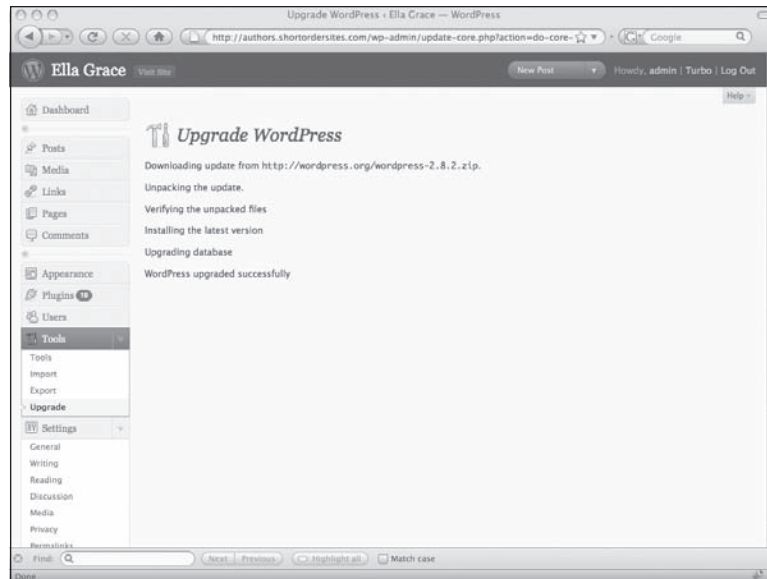 Upgrade WordPress ‹ Ella Grace — WordPress
http://authors.shortordersites.com/wp-admin/update-core.php?action=do-core-
Google
Ella Grace
Visit Site
New Post
Howdy, admin | Turbo | Log Out
Help
Dashboard
Posts
Media
Links
Pages
Comments
Appearance
Plugins 10
Users
Tools
Tools
Import
Export
Upgrade
Settings
General
Writing
Reading
Discussion
Media
Privacy
Permalinks
Upgrade WordPress
Downloading update from http://wordpress.org/wordpress-2.8.2.zip.
Unpacking the update.
Verifying the unpacked files
Installing the latest version
Upgrading database
WordPress upgraded successfully
Find:
Next
Previous
Highlight all
Match case
Done